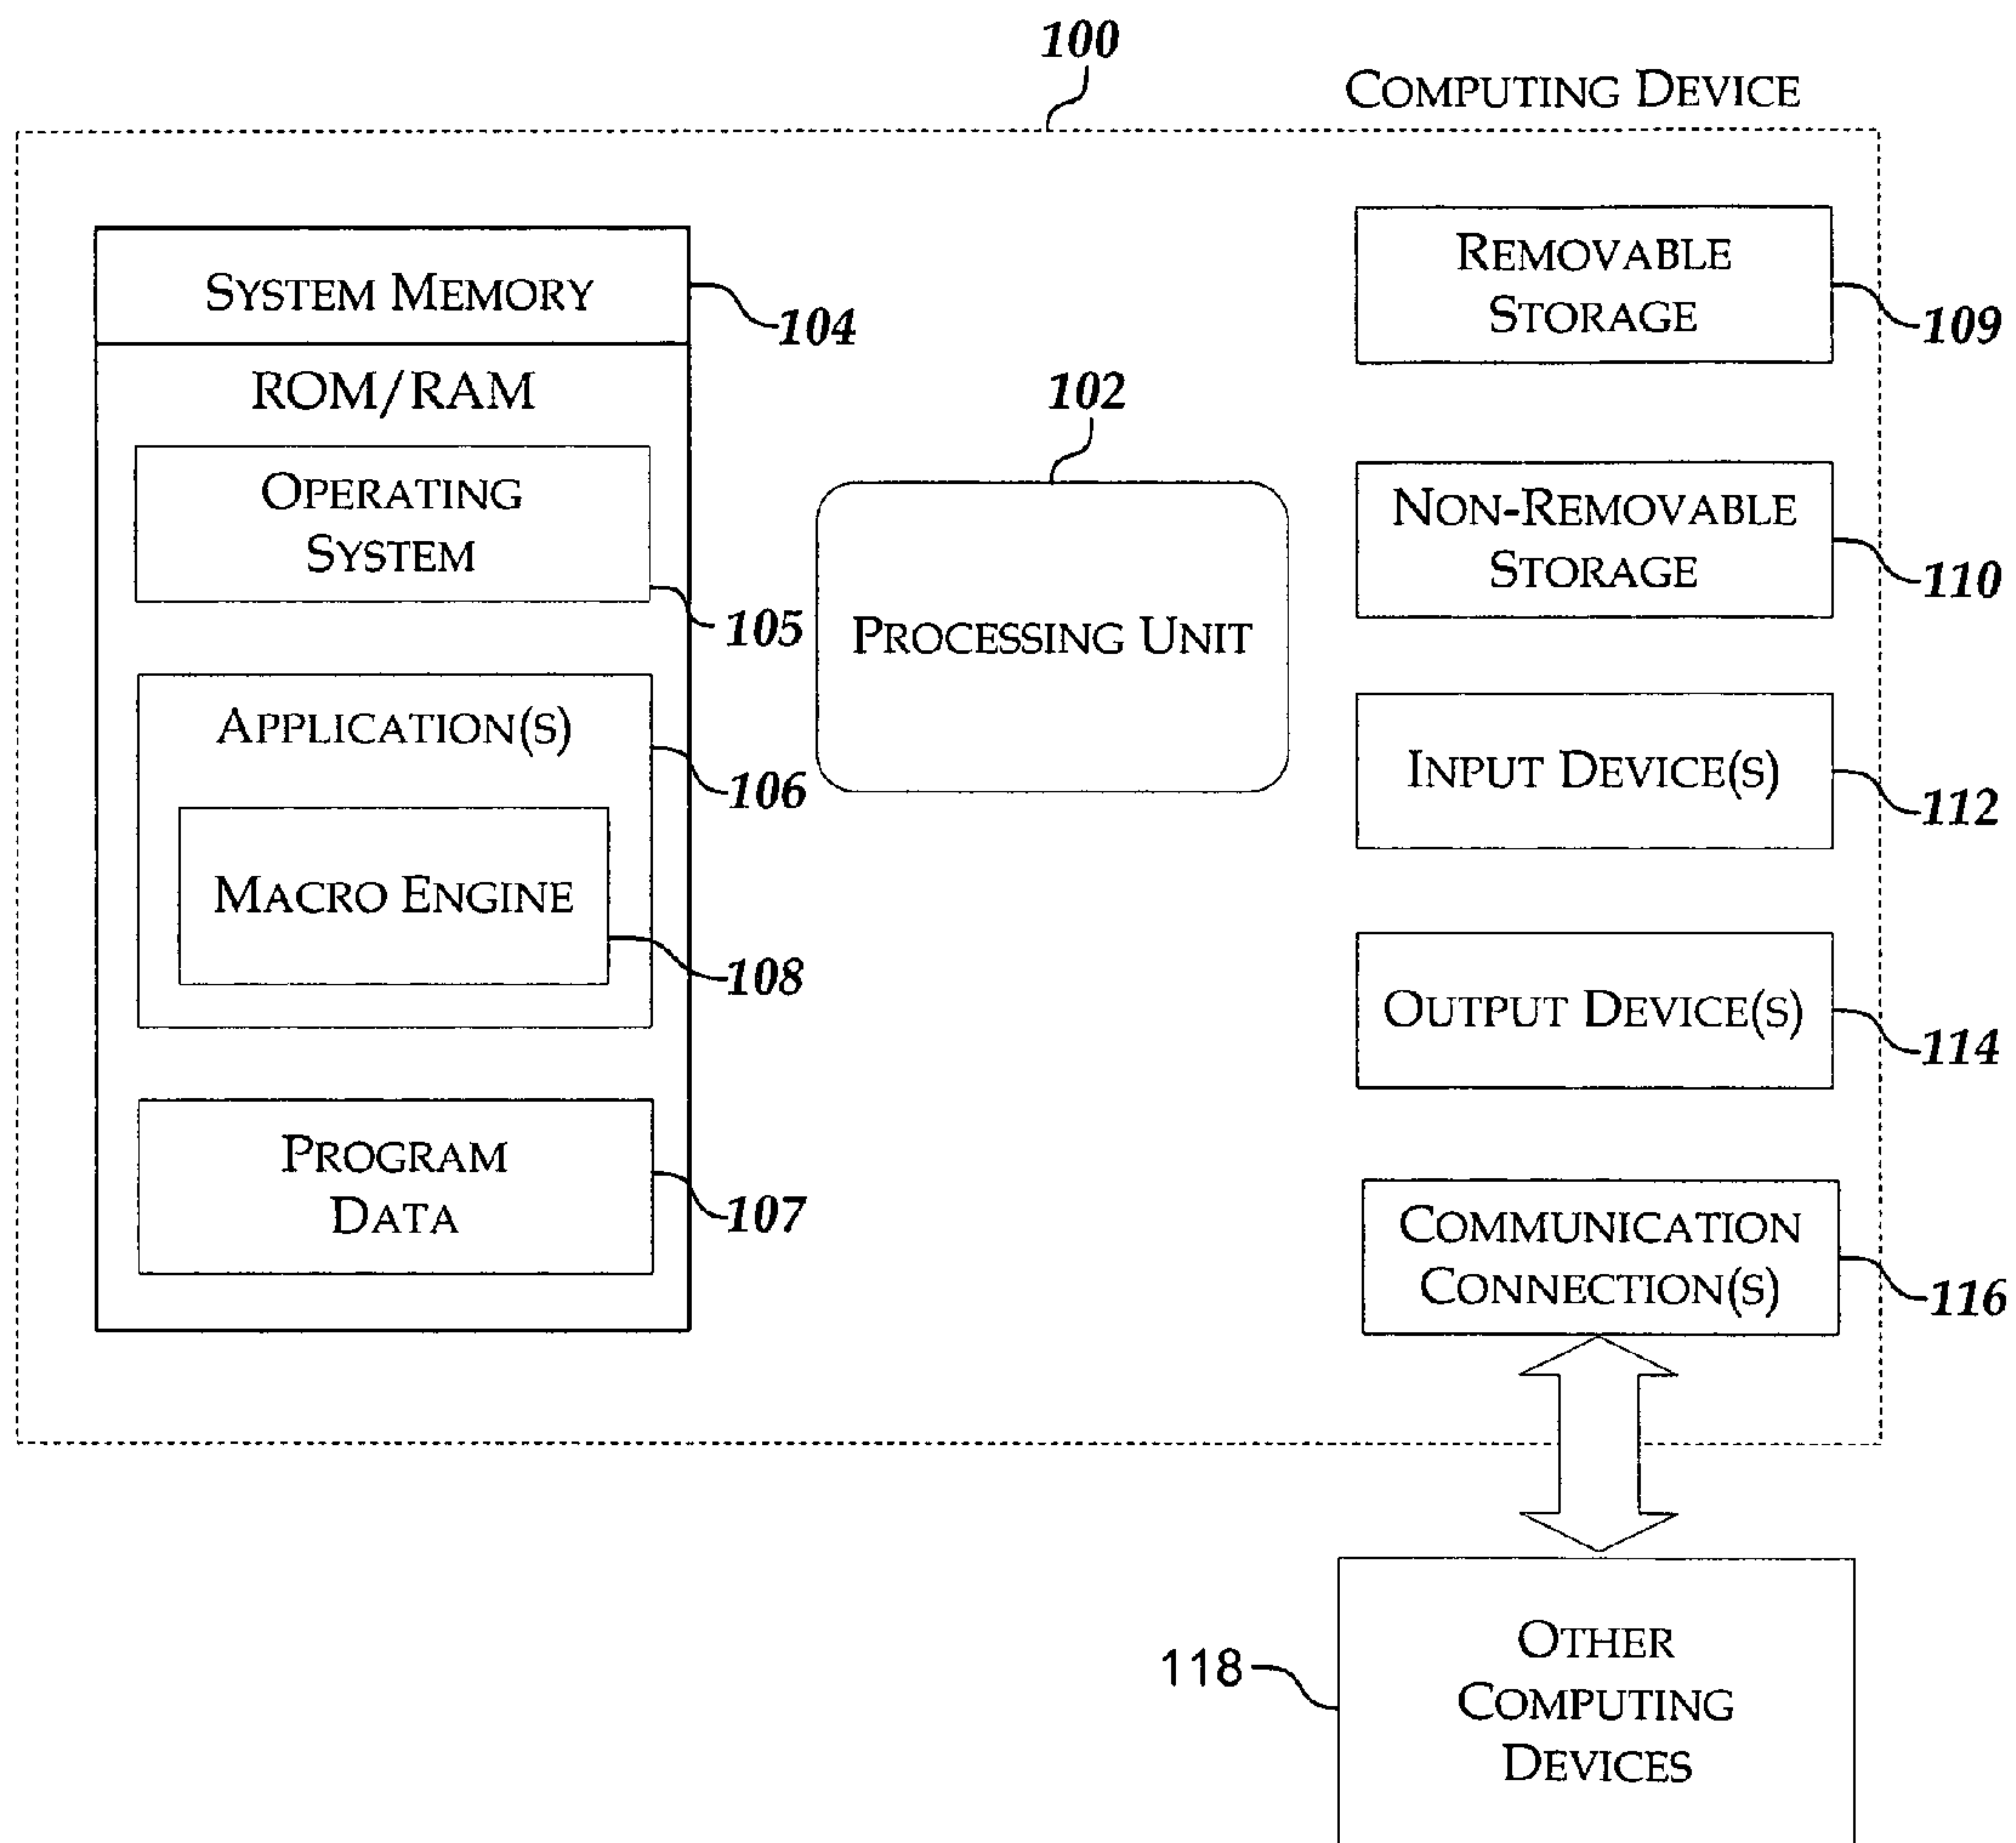 100
COMPUTING DEVICE
SYSTEM MEMORY
104
ROM/RAM
OPERATING
SYSTEM
105
APPLICATION(S)
106
MACRO ENGINE
108
PROGRAM
DATA
107
102
PROCESSING UNIT
REMOVABLE
STORAGE
109
NON-REMOVABLE
STORAGE
110
INPUT DEVICE(S)
112
OUTPUT DEVICE(S)
114
COMMUNICATION
CONNECTION(S)
116
118
OTHER
COMPUTING
DEVICES